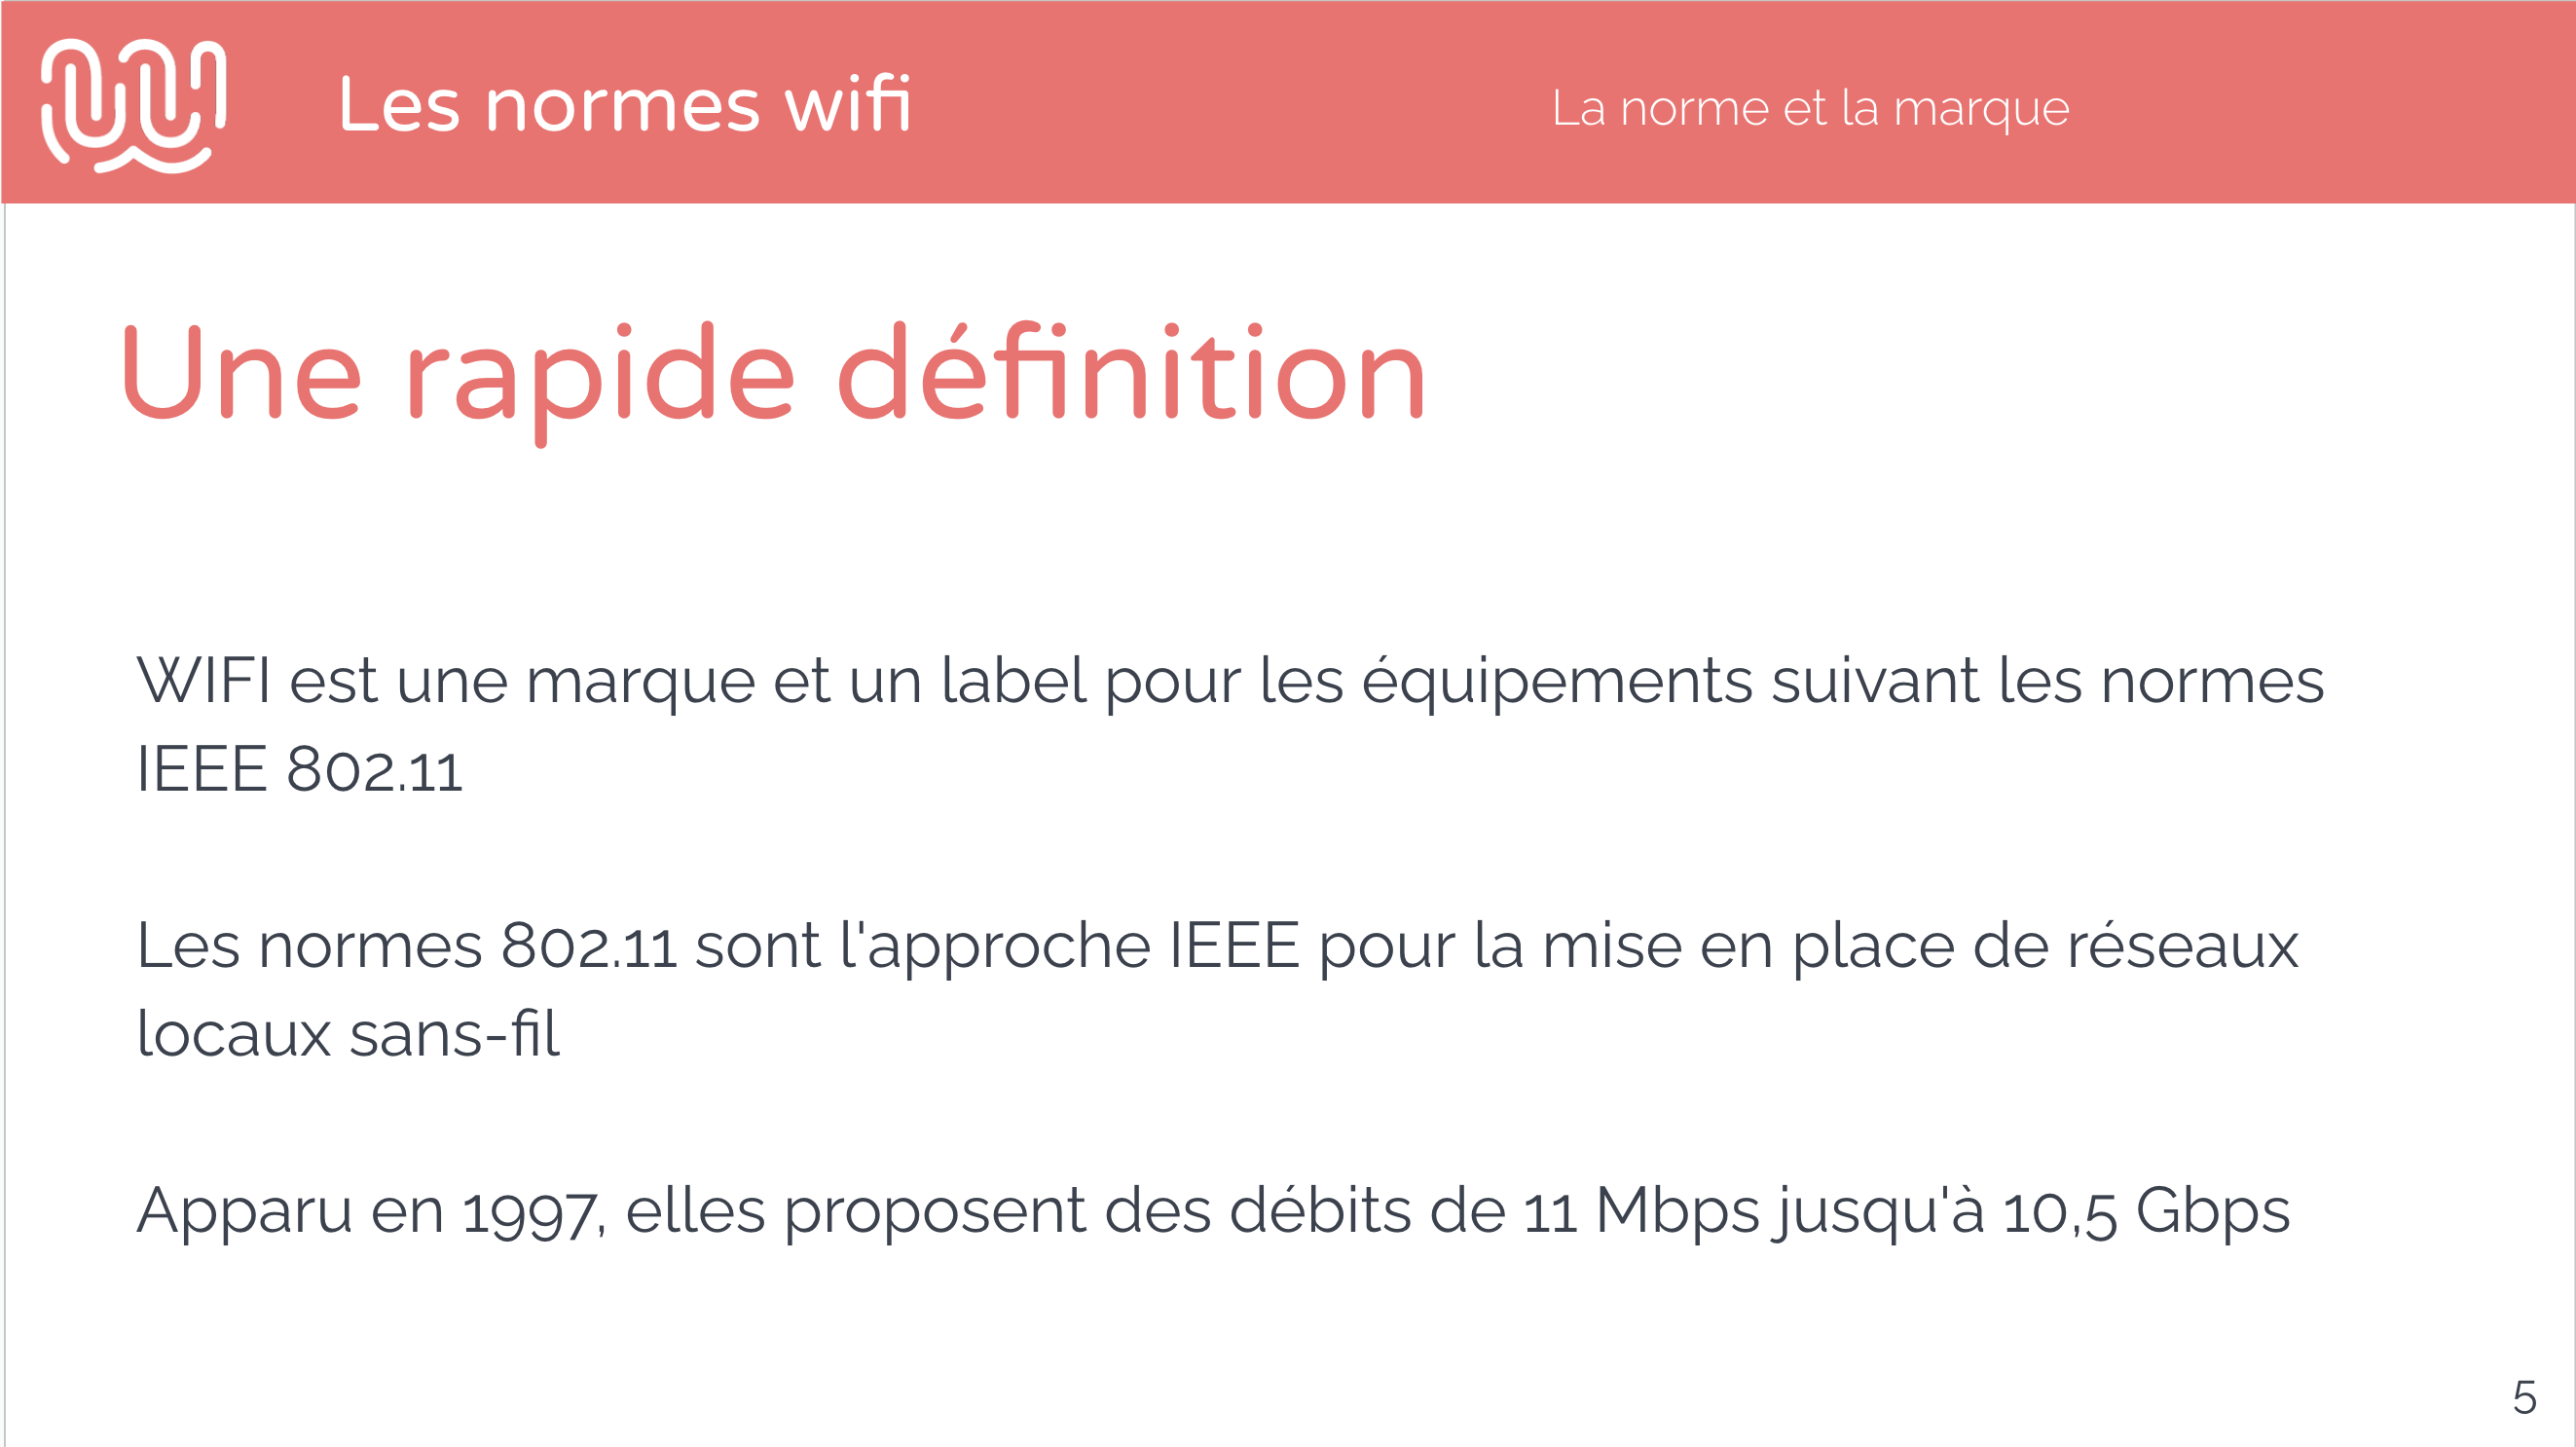 Les normes wifi
La norme et la marque
Une rapide définition
WIFI est une marque et un label pour les équipements suivant les normes
IEEE 802.11
Les normes 802.11 sont l'approche IEEE pour la mise en place de réseaux
locaux sans-fil
Apparu en 1997, elles proposent des débits de 11 Mbps jusqu'à 10,5 Gbps
5